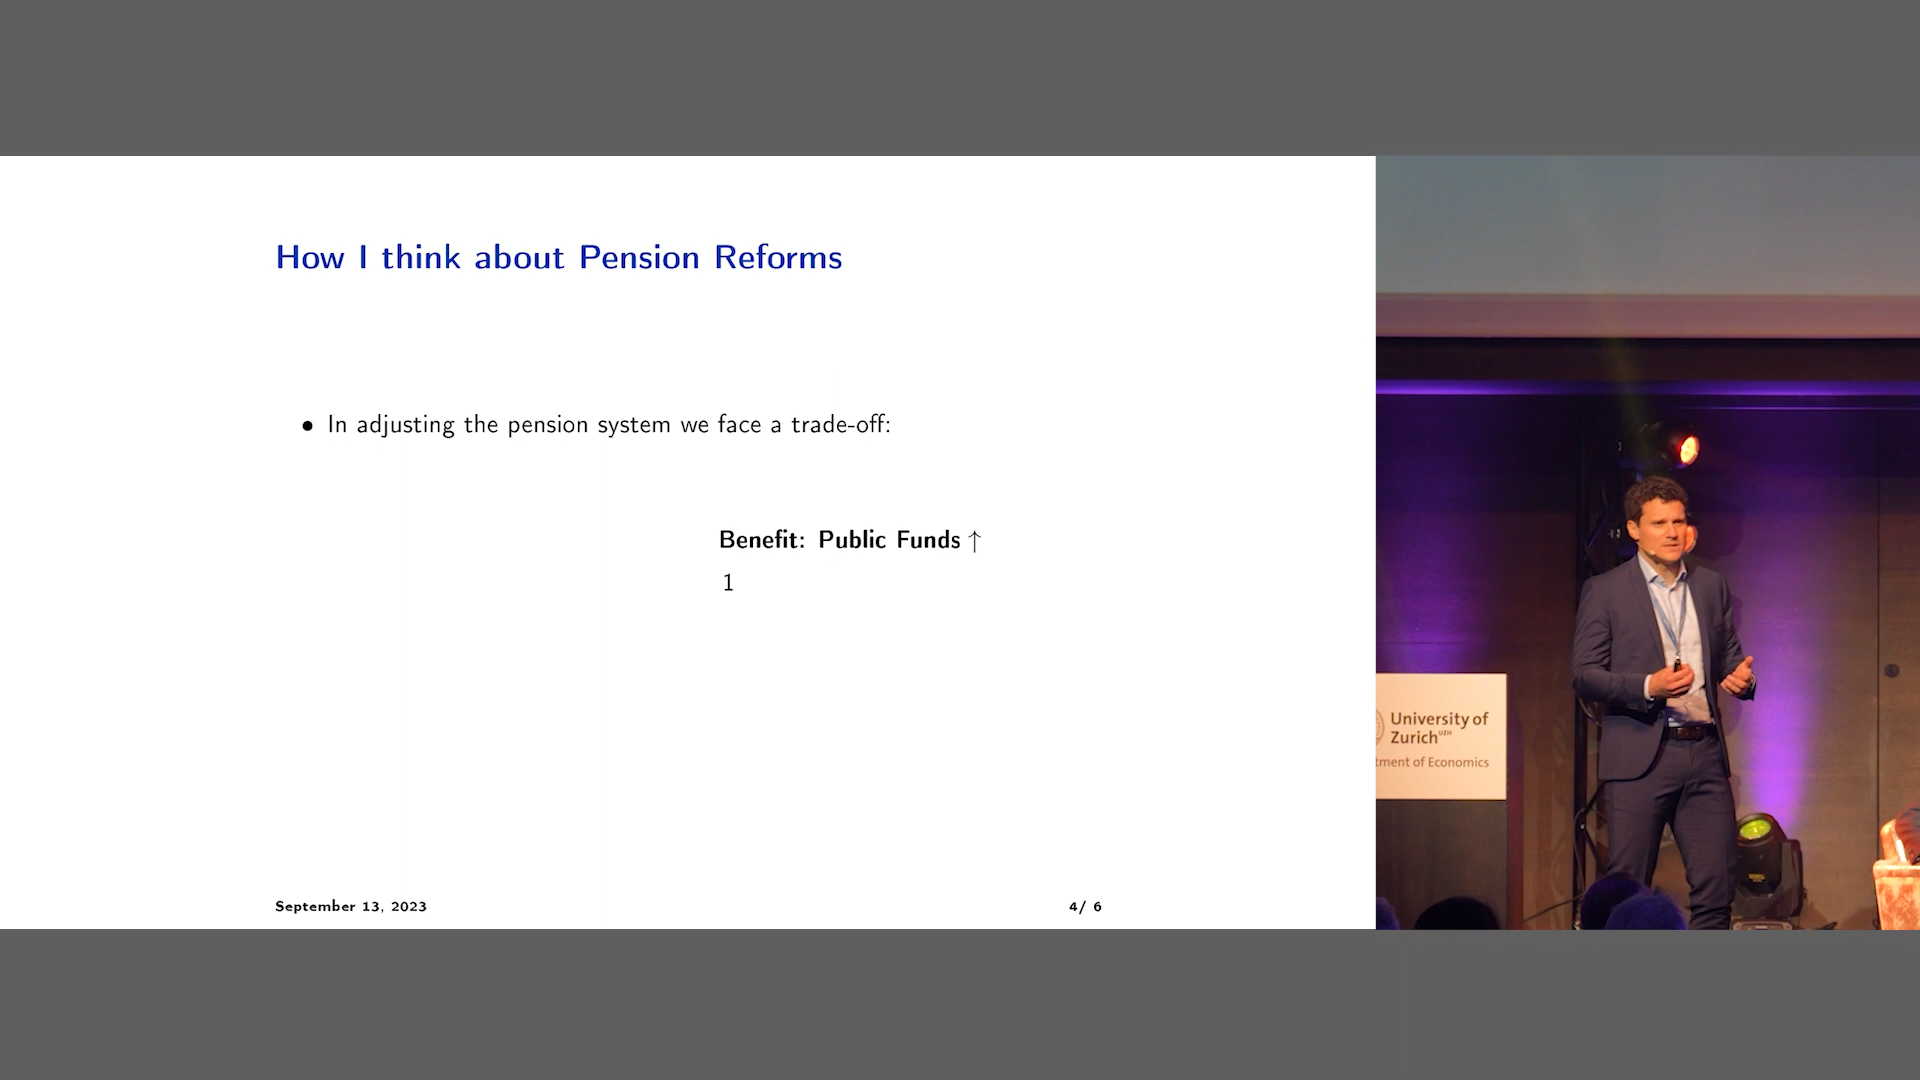 How I think about Pension Reforms
• In adjusting the pension system we face a trade-off:
Benefit: Public Funds ↑
1
September 13, 2023
4/ 6
University of
Zurich UZH
tment of Economics